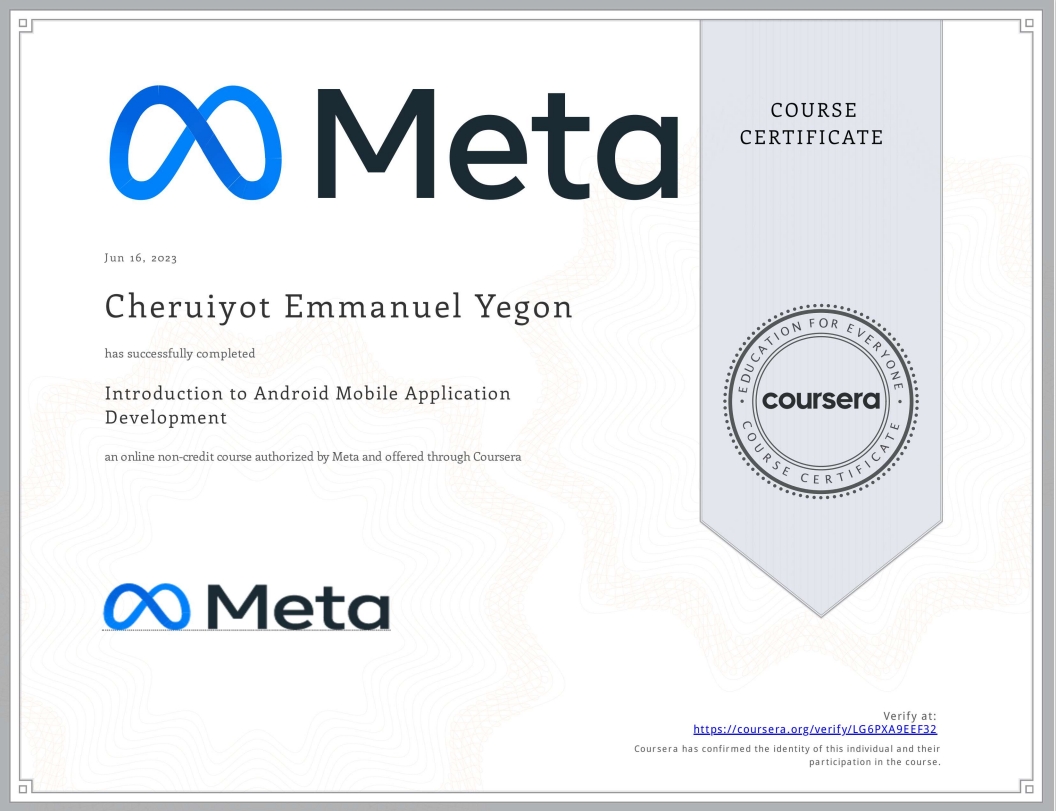 Meta
COURSE
CERTIFICATE
Jun 16, 2023
Cheruiyot Emmanuel Yegon
has successfully completed
Introduction to Android Mobile Application
Development
an online non-credit course authorized by Meta and offered through Coursera
EDUCATION FOR EVERYONE
coursera
COURSE CERTIFICATE
Meta
Verify at:
https://coursera.org/verify/LG6PXA9EEF32
Coursera has confirmed the identity of this individual and their
participation in the course.